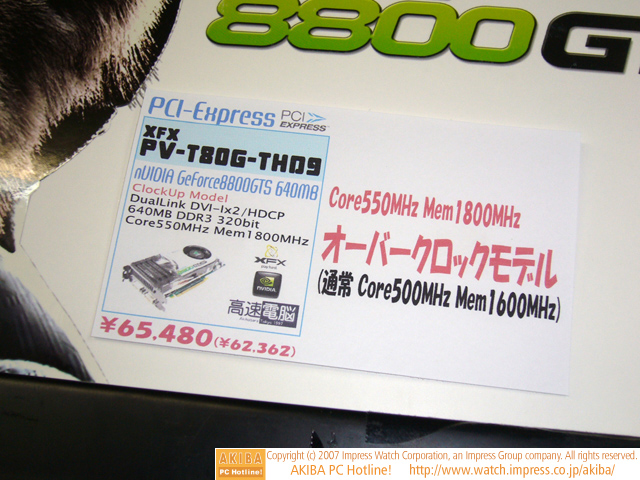 8800GT
PCI-Express PCI EXPRESS
XFX
PV-T80G-THD9
nVIDIA GeForce8800GTS 640MB
ClockUp Model
DualLink DVI-Ix2/HDCP
640MB DDR3 320bit
Core550MHz Mem1800MHz
XFX
NVIDIA
高速電脳
¥65.480(¥62.362)
Core550MHz Mem1800MHz
オーバークロックモデル
(通常 Core500MHz Mem1600MHz)
AKIBA
PC Hotline!
Copyright (c) 2007 Impress Watch Corporation, an Impress Group company. All rights reserved.
AKIBA PC Hotline! http://www.watch.impress.co.jp/akiba/